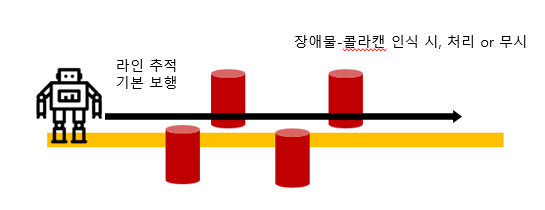 장애물-콜라캔 인식 시, 처리 or 무시
라인 추적
기본 보행